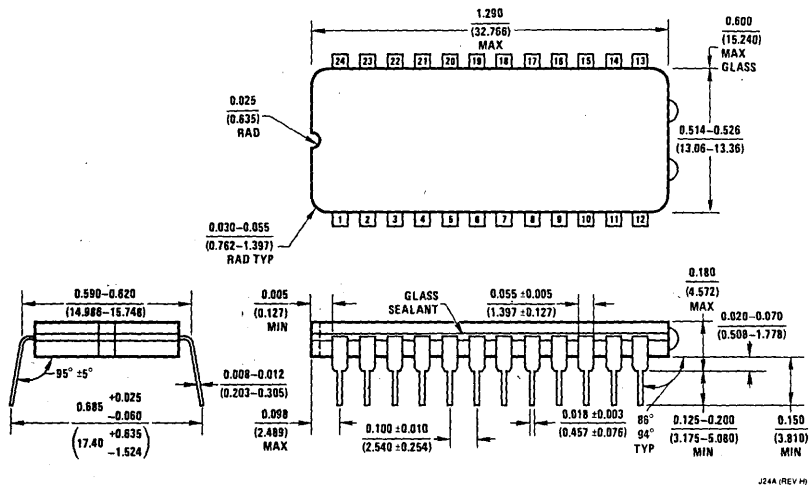 1.290
(32.766)
MAX
0.600
(15.240)
MAX
GLASS
24 23 22 21 20 19 18 17 16 15 14 13
0.025
(0.635)
RAD
0.514–0.526
(13.06–13.36)
0.030–0.055
(0.762–1.397)
RAD TYP
1 2 3 4 5 6 7 8 9 10 11 12
0.590–0.620
(14.986–15.748)
0.005
(0.127)
MIN
GLASS
SEALANT
0.055 ±0.005
(1.397 ±0.127)
0.180
(4.572)
MAX
0.020–0.070
(0.508–1.778)
95° ±5°
0.008–0.012
(0.203–0.305)
0.685 +0.025
–0.060
(17.40 +0.635
–1.524)
0.098
(2.489)
MAX
0.100 ±0.010
(2.540 ±0.254)
0.018 ±0.003
(0.457 ±0.076)
86°
94°
TYP
0.125–0.200
(3.175–5.080)
MIN
0.150
(3.810)
MIN
J24A (REV H)